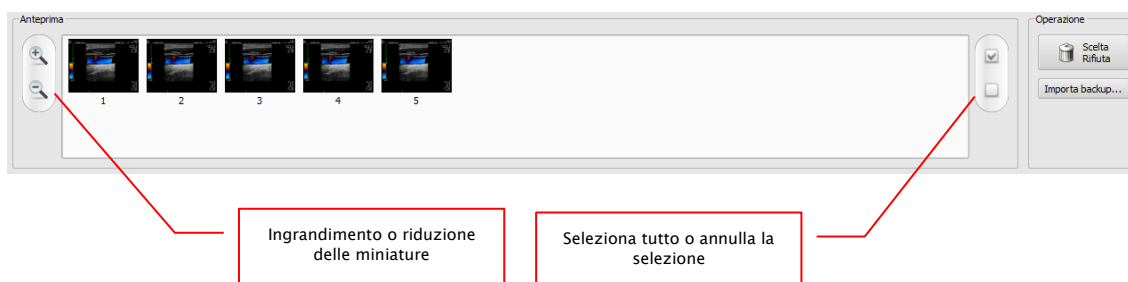 Anteprima
Operazione
Scelta
Rifiuta
Importa backup...
1 2 3 4 5
Ingrandimento o riduzione
delle miniature
Seleziona tutto o annulla la
selezione